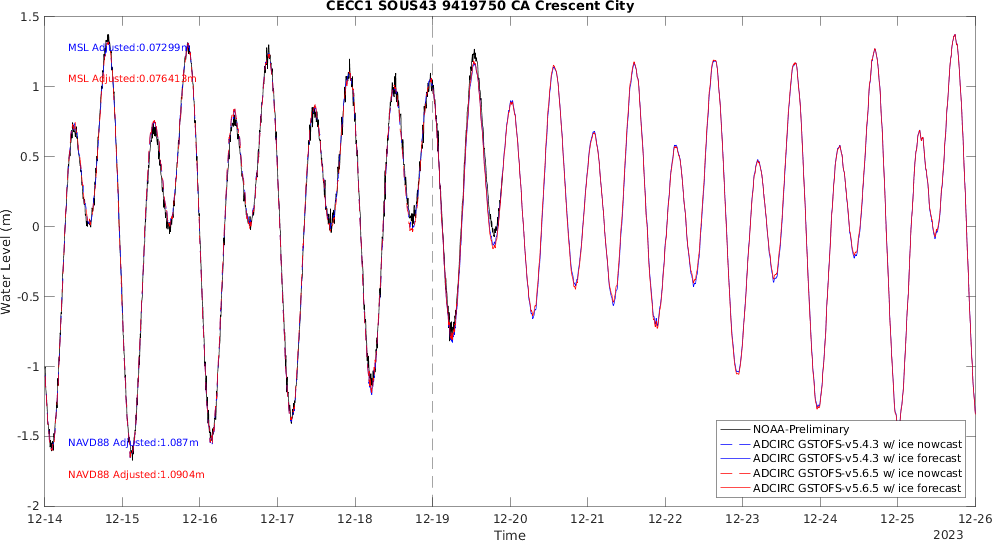 CECC1 SOUS43 9419750 CA Crescent City
1.5
1
0.5
0
-0.5
-1
-1.5
-2
Water Level (m)
MSL Adjusted:0.07299m
MSL Adjusted:0.076413m
NAVD88 Adjusted:1.087m
NAVD88 Adjusted:1.0904m
NOAA-Preliminary
ADCIRC GSTOFS-v5.4.3 w/ ice nowcast
ADCIRC GSTOFS-v5.4.3 w/ ice forecast
ADCIRC GSTOFS-v5.6.5 w/ ice nowcast
ADCIRC GSTOFS-v5.6.5 w/ ice forecast
12-14 12-15 12-16 12-17 12-18 12-19 12-20 12-21 12-22 12-23 12-24 12-25 12-26
Time
2023